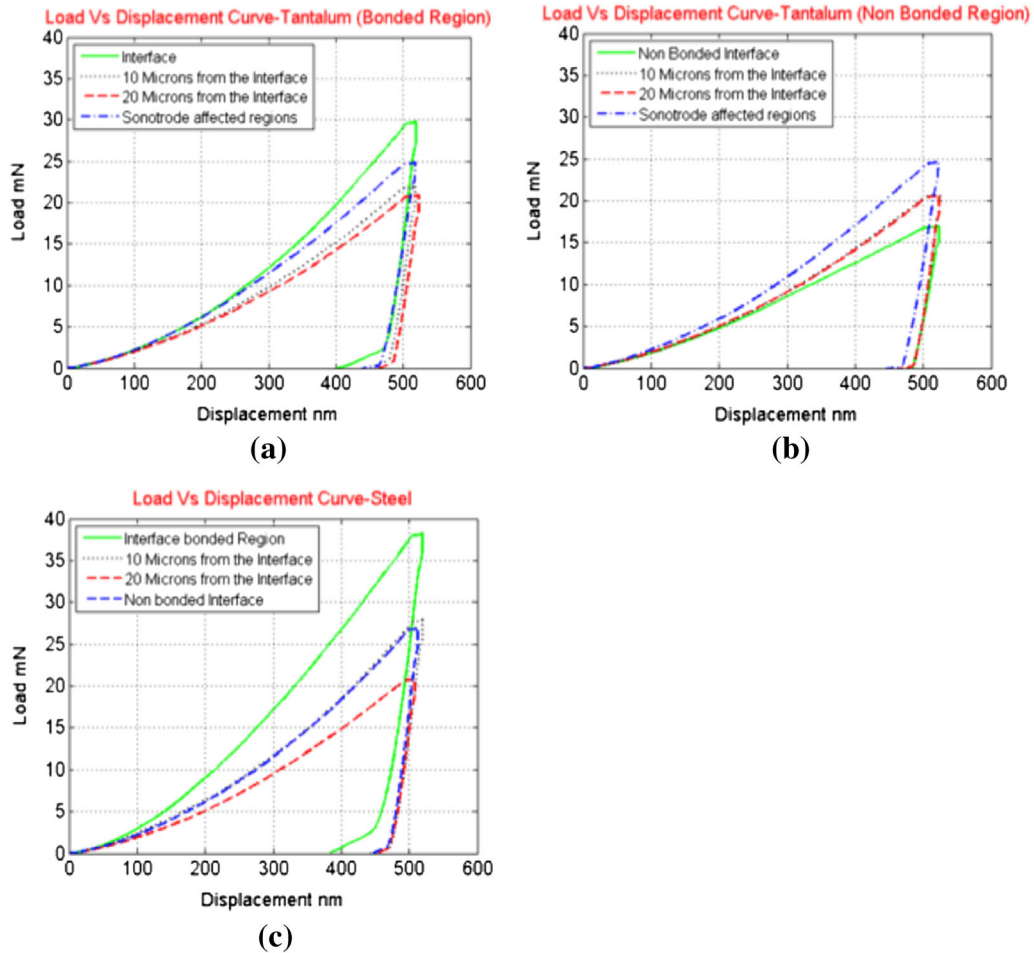 Load Vs Displacement Curve-Tantalum (Bonded Region)
40
35
30
25
20
15
10
5
0
Load mN
Interface
10 Microns from the Interface
20 Microns from the Interface
Sonotrode affected regions
0 100 200 300 400 500 600
Displacement nm
(a)
Load Vs Displacement Curve-Tantalum (Non Bonded Region)
40
35
30
25
20
15
10
5
0
Load mN
Non Bonded Interface
10 Microns from the Interface
20 Microns from the Interface
Sonotrode affected regions
0 100 200 300 400 500 600
Displacement nm
(b)
Load Vs Displacement Curve-Steel
40
35
30
25
20
15
10
5
0
Load mN
Interface bonded Region
10 Microns from the Interface
20 Microns from the Interface
Non bonded Interface
0 100 200 300 400 500 600
Displacement nm
(c)